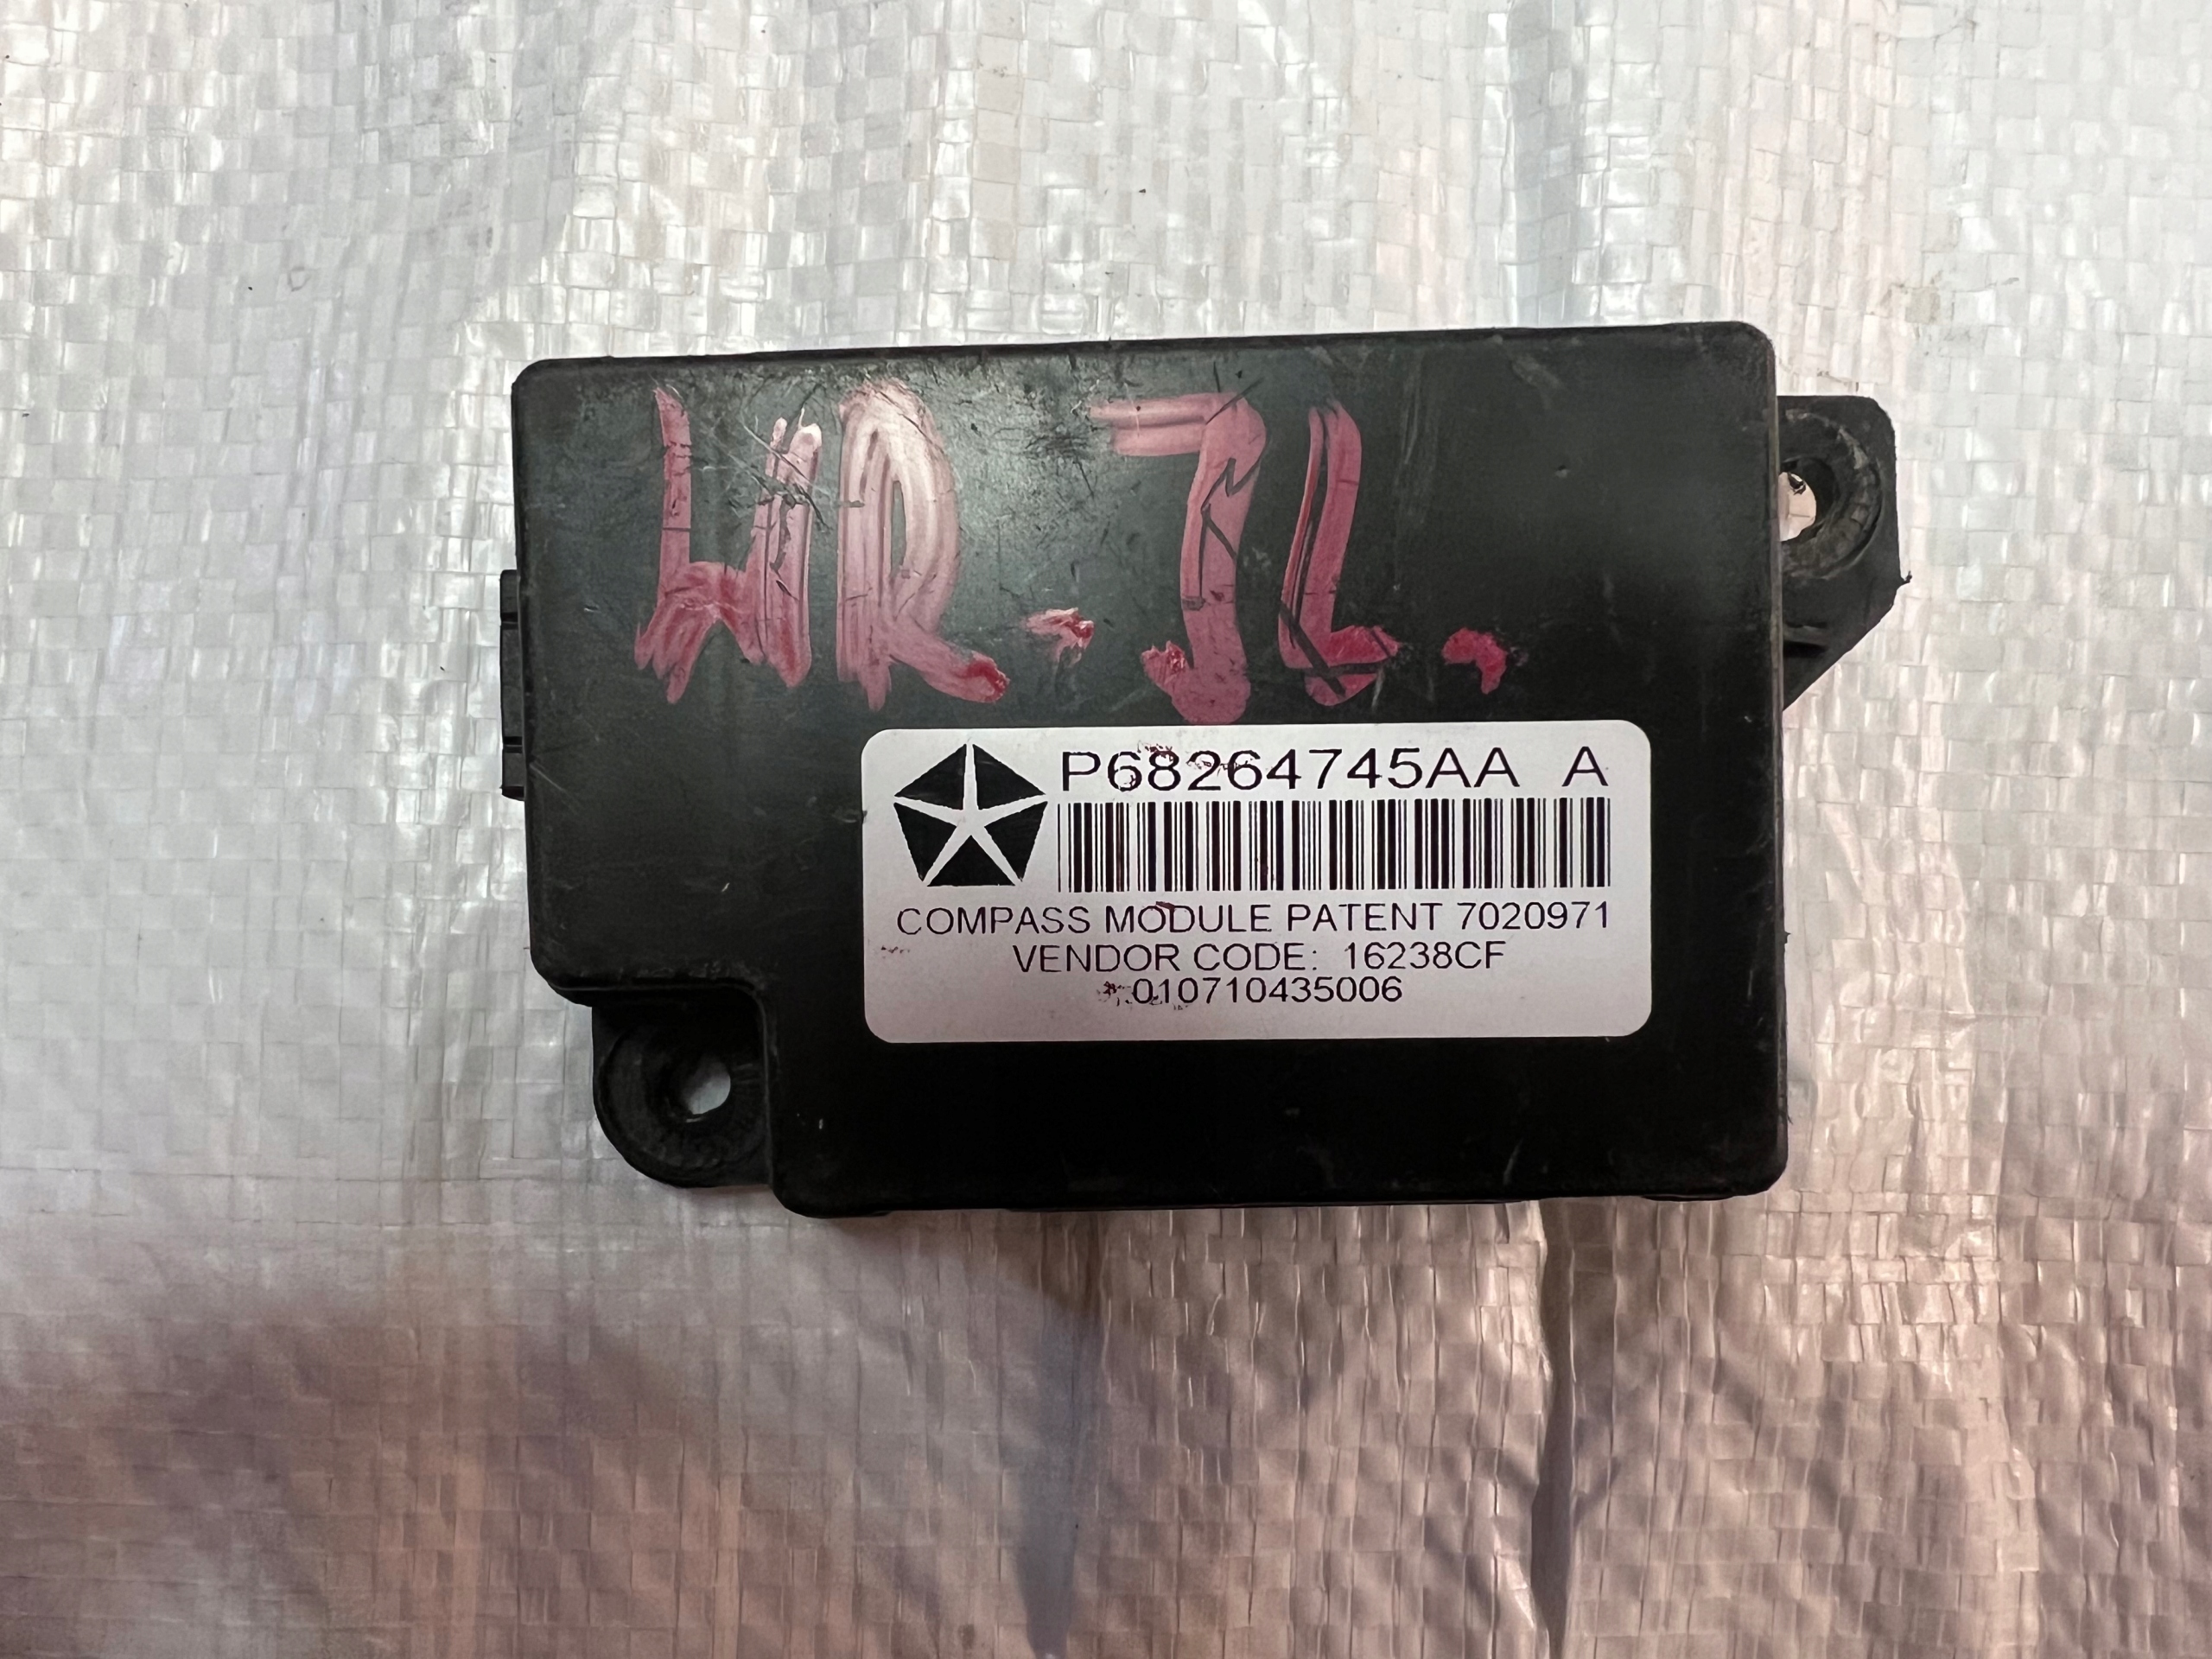 WR-JL.
P68264745AA A
COMPASS MODULE PATENT 7020971
VENDOR CODE: 16238CF
010710435006